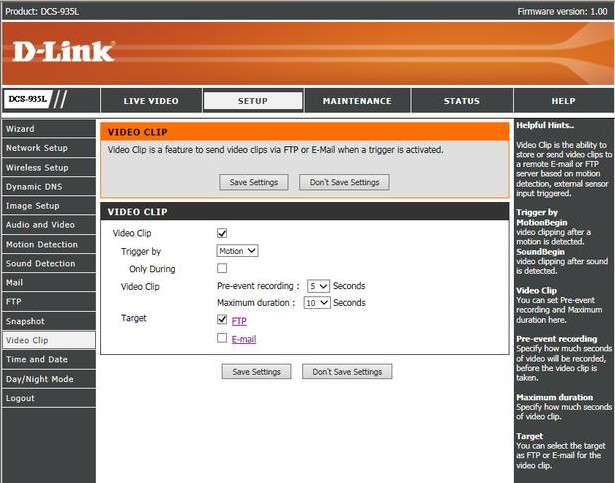 Product: DCS-935L
Firmware version: 1.00
D-Link
DCS-935L
LIVE VIDEO
SETUP
MAINTENANCE
STATUS
HELP
Wizard
Network Setup
Wireless Setup
Dynamic DNS
Image Setup
Audio and Video
Motion Detection
Sound Detection
Mail
FTP
Snapshot
Video Clip
Time and Date
Day/Night Mode
Logout
VIDEO CLIP
Video Clip is a feature to send video clips via FTP or E-Mail when a trigger is activated.
Save Settings
Don't Save Settings
VIDEO CLIP
Video Clip
Trigger by
Motion
Only During
Video Clip
Pre-event recording :
5
Seconds
Maximum duration :
10
Seconds
Target
FTP
E-mail
Save Settings
Don't Save Settings
Helpful Hints..
Video Clip is the ability to
store or send video clips to
a remote E-mail or FTP
server based on motion
detection, external sensor
input triggered.
Trigger by
MotionBegin
video clipping after a
motion is detected.
SoundBegin
video clipping after sound
is detected.
Video Clip
You can set Pre-event
recording and Maximum
duration here.
Pre-event recording
Specify how much seconds
of video will be recorded,
before the video clip is
taken.
Maximum duration
Specify how much seconds
of video clip.
Target
You can select the target
as FTP or E-mail for the
video clip.